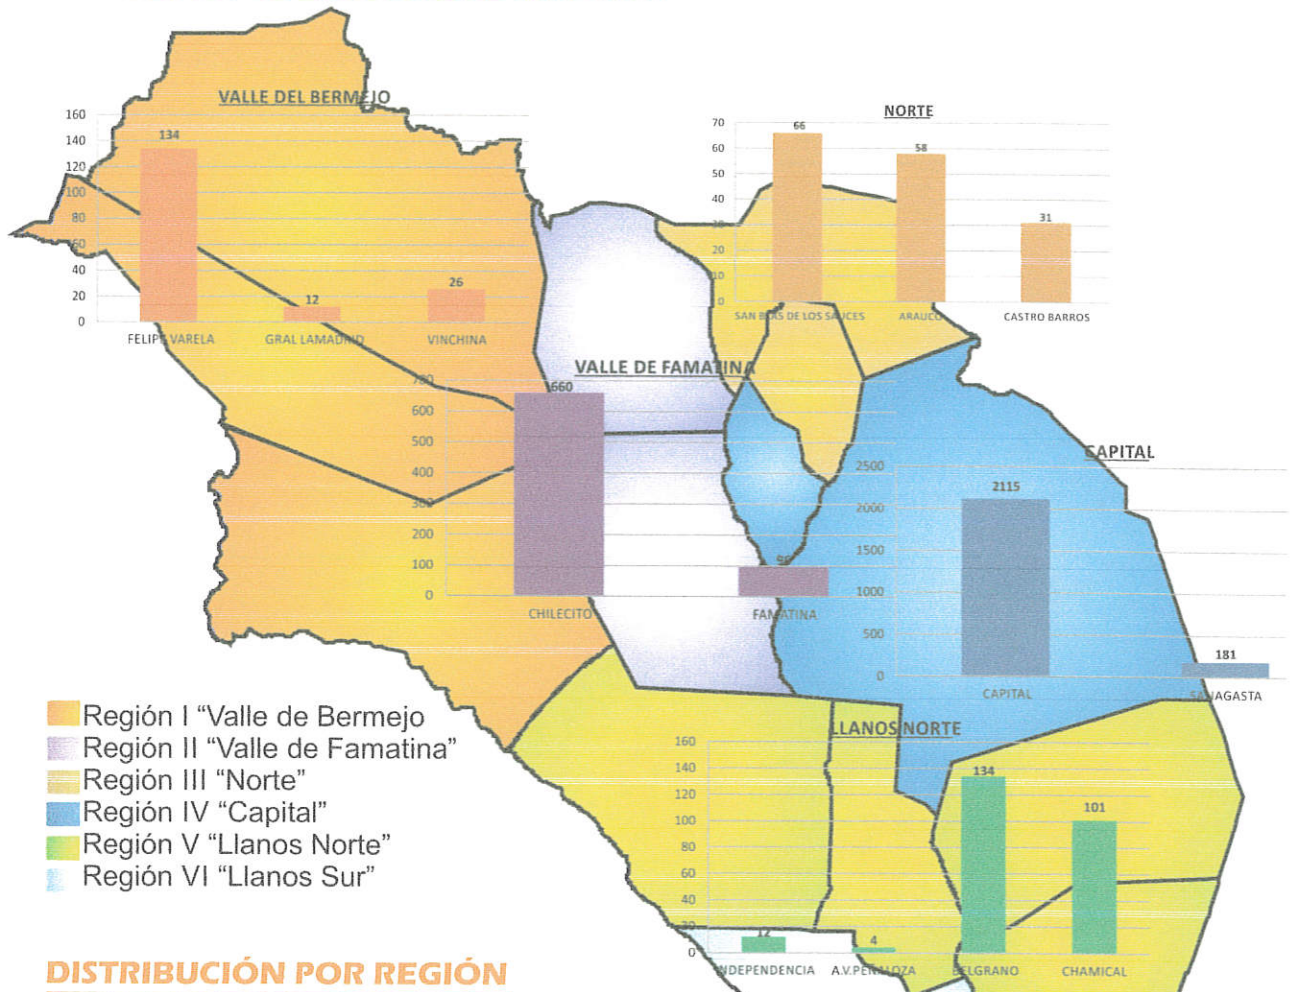 VALLE DEL BERMEJO
160
140
120
100
80
60
40
20
0
134
12
26
FELIPE VARELA
GRAL LAMADRID
VINCHINA
NORTE
70
60
50
40
30
20
10
0
66
58
31
SAN BLAS DE LOS SAUCES
ARAUCO
CASTRO BARROS
VALLE DE FAMATINA
700
600
500
400
300
200
100
0
660
96
CHILECITO
FAMATINA
CAPITAL
2500
2000
1500
1000
500
0
2115
181
CAPITAL
SANAGASTA
Región I “Valle de Bermejo
Región II “Valle de Famatina”
Región III “Norte”
Región IV “Capital”
Región V “Llanos Norte”
Región VI “Llanos Sur”
LLANOS NORTE
160
140
120
100
80
60
40
20
0
12
4
134
101
INDEPENDENCIA
A.V.PEÑALOZA
BELGRANO
CHAMICAL
DISTRIBUCIÓN POR REGIÓN